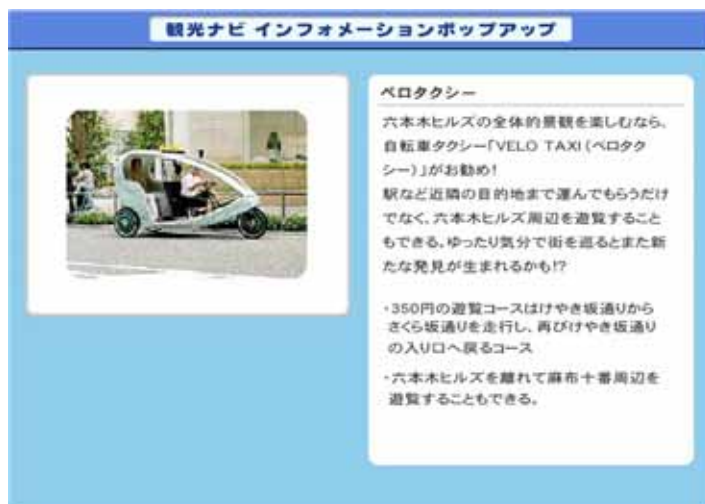 観光ナビ インフォメーションポップアップ
ベロタクシー
六本木ヒルズの全体的景観を楽しむなら、
自転車タクシー「VELO TAXI(ベロタク
シー)」がお勧め!
駅など近隣の目的地まで運んでもらうだけ
でなく、六本木ヒルズ周辺を遊覧すること
もできる。ゆったり気分で街を巡るとまた新
たな発見が生まれるかも!?
・350円の遊覧コースはけやき坂通りから
さくら坂通りを走行し、再びけやき坂通り
の入り口へ戻るコース
・六本木ヒルズを離れて麻布十番周辺を
遊覧することもできる。